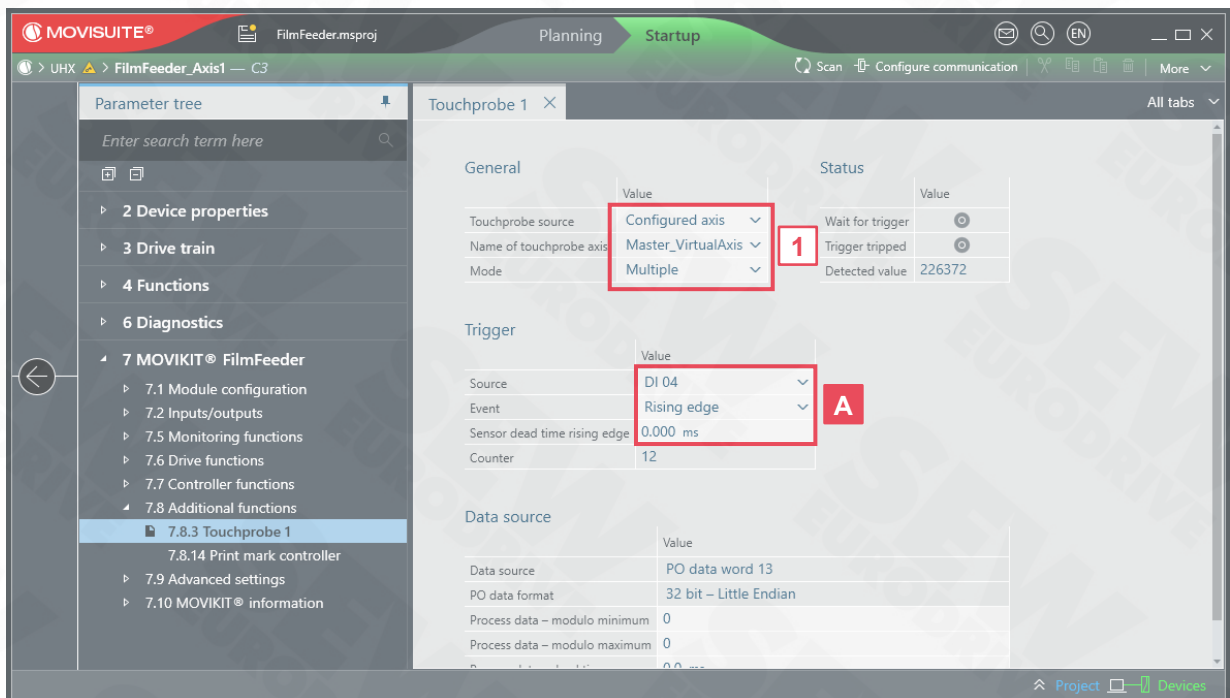 MOVISUITE® FilmFeeder.msproj Planning Startup EN
> UHX > FilmFeeder_Axis1 — C3 Scan Configure communication More
Parameter tree
Enter search term here
2 Device properties
3 Drive train
4 Functions
6 Diagnostics
7 MOVIKIT® FilmFeeder
7.1 Module configuration
7.2 Inputs/outputs
7.5 Monitoring functions
7.6 Drive functions
7.7 Controller functions
7.8 Additional functions
7.8.3 Touchprobe 1
7.8.14 Print mark controller
7.9 Advanced settings
7.10 MOVIKIT® information
Touchprobe 1 All tabs
General
Value
Touchprobe source Configured axis
Name of touchprobe axis Master_VirtualAxis
Mode Multiple
1
Status
Value
Wait for trigger
Trigger tripped
Detected value 226372
Trigger
Value
Source DI 04
Event Rising edge
Sensor dead time rising edge 0.000 ms
Counter 12
A
Data source
Value
Data source PO data word 13
PO data format 32 bit – Little Endian
Process data – modulo minimum 0
Process data – modulo maximum 0
Project Devices